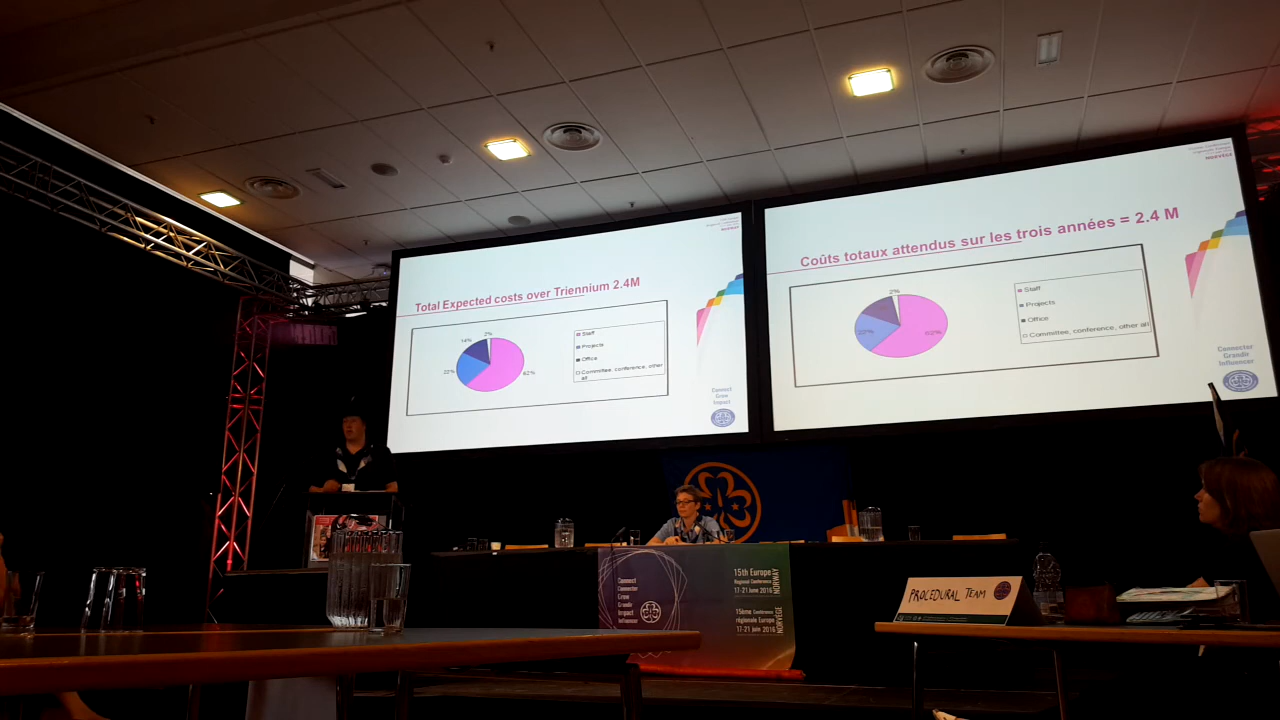 NORWAY
Total Expected costs over Triennium 2.4M
2%
14%
22%
62%
Staff
Projects
Office
Committee, conference, other
all
Connect
Grow
Impact
NORVÈGE
Coûts totaux attendus sur les trois années = 2.4 M
2%
22%
62%
Staff
Projects
Office
Committee, conference, other all
Connecter
Grandir
Influencer
Connect
Connecter
Grow
Grandir
Impact
Influencer
15th Europe
Regional Conference
17-21 June 2016
NORWAY
15ème Conférence
régionale Europe
17-21 juin 2016
NORVÈGE
PROCEDURAL TEAM